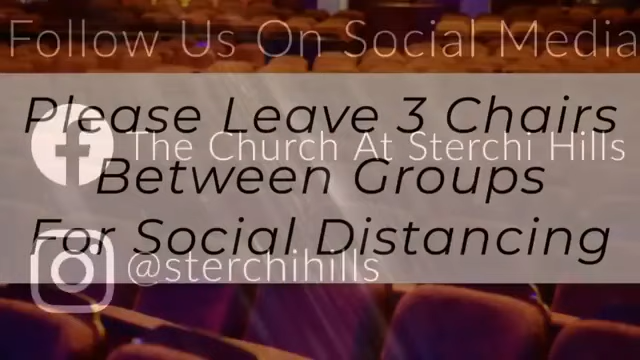 Follow Us On Social Media
Please Leave 3 Chairs
The Church At Sterchi Hills
Between Groups
For Social Distancing
@sterchihills